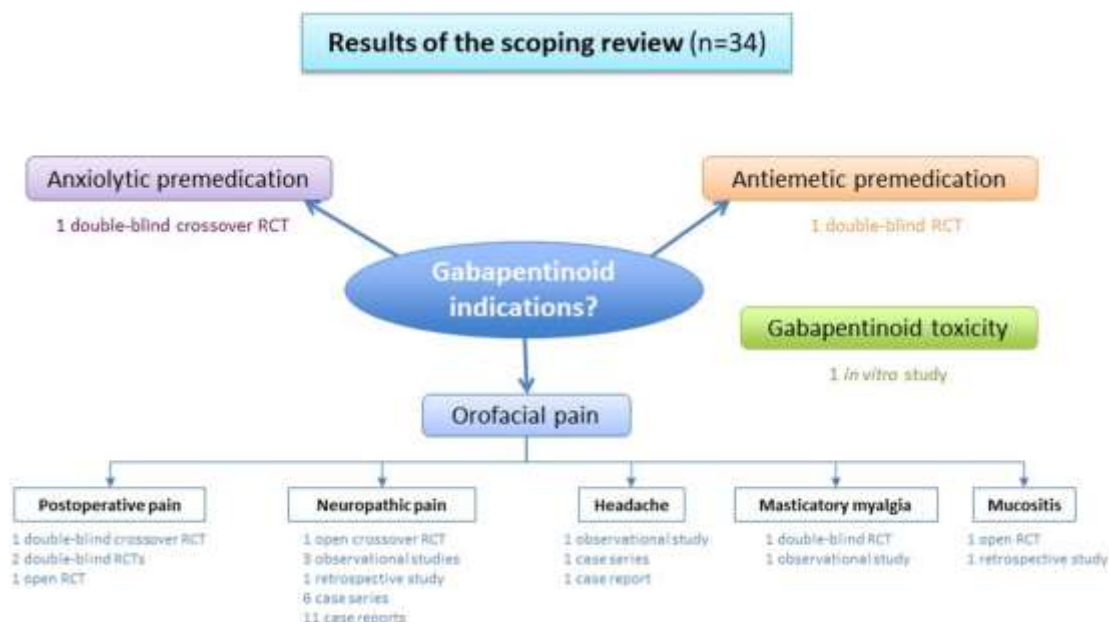 Results of the scoping review (n=34)
Anxiolytic premedication
1 double-blind crossover RCT
Antiemetic premedication
1 double-blind RCT
Gabapentinoid
indications?
Gabapentinoid toxicity
1 in vitro study
Orofacial pain
Postoperative pain
1 double-blind crossover RCT
2 double-blind RCTs
1 open RCT
Neuropathic pain
1 open crossover RCT
3 observational studies
1 retrospective study
6 case series
11 case reports
Headache
1 observational study
1 case series
1 case report
Masticatory myalgia
1 double-blind RCT
1 observational study
Mucositis
1 open RCT
1 retrospective study